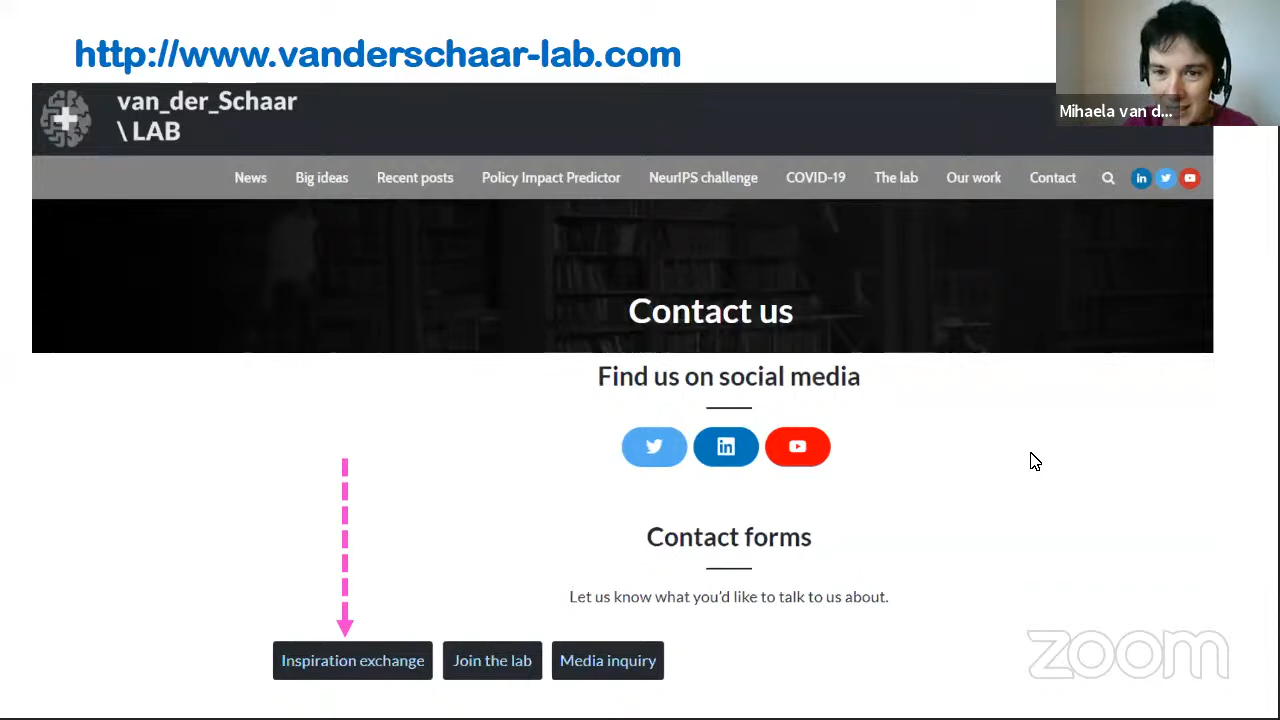 http://www.vanderschaar-lab.com
van_der_Schaar
\ LAB
Mihaela van d...
News Big ideas Recent posts Policy Impact Predictor NeurIPS challenge COVID-19 The lab Our work Contact
Contact us
Find us on social media
Contact forms
Let us know what you'd like to talk to us about.
Inspiration exchange Join the lab Media inquiry
zoom